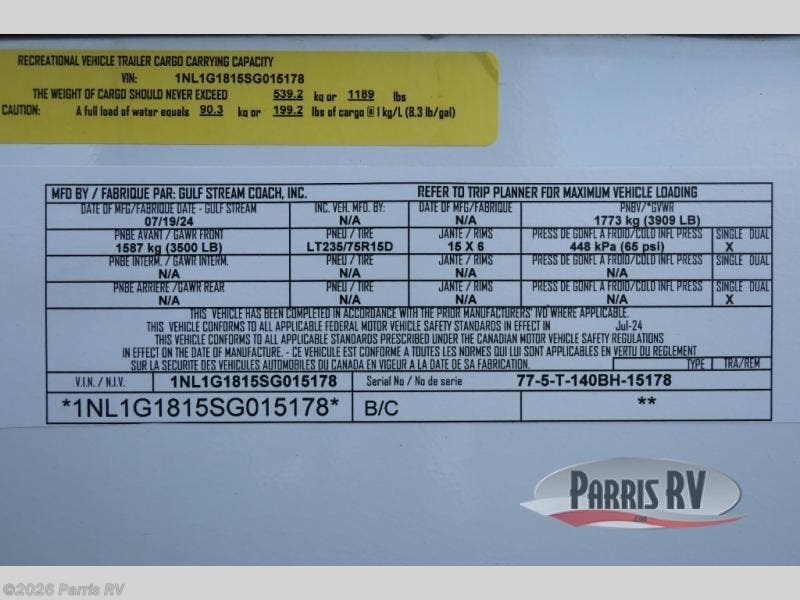 RECREATIONAL VEHICLE TRAILER CARGO CARRYING CAPACITY
VIN: 1NL1G1815SG015178
THE WEIGHT OF CARGO SHOULD NEVER EXCEED 539.2 kg or 1189 lbs
CAUTION: A full load of water equals 90.3 kg or 199.2 lbs of cargo @ 1 kg/L (8.3 lb/gal)
MFD BY / FABRIQUE PAR: GULF STREAM COACH, INC. REFER TO TRIP PLANNER FOR MAXIMUM VEHICLE LOADING
DATE OF MFG/FABRIQUE DATE - GULF STREAM INC. VEH. MFD. BY: DATE OF MFG/FABRIQUE PNBV/*GVWR
07/19/24 N/A N/A 1773 kg (3909 LB)
PNBE AVANT / GAWR FRONT PNEU / TIRE JANTE / RIMS PRESS DE GONFL A FROID/COLD INFL PRESS SINGLE DUAL
1587 kg (3500 LB) LT235/75R15D 15 X 6 448 kPa (65 psi) X
PNBE INTERM. / GAWR INTERM. PNEU / TIRE JANTE / RIMS PRESS DE GONFL A FROID/COLD INFL PRESS SINGLE DUAL
N/A N/A N/A N/A
PNBE ARRIERE /GAWR REAR PNEU / TIRE JANTE / RIMS PRESS DE GONFL A FROID/COLD INFL PRESS SINGLE DUAL
N/A N/A N/A N/A X
THIS VEHICLE HAS BEEN COMPLETED IN ACCORDANCE WITH THE PRIOR MANUFACTURERS' IVD WHERE APPLICABLE.
THIS VEHICLE CONFORMS TO ALL APPLICABLE FEDERAL MOTOR VEHICLE SAFETY STANDARDS IN EFFECT IN Jul-24
THIS VEHICLE CONFORMS TO ALL APPLICABLE STANDARDS PRESCRIBED UNDER THE CANADIAN MOTOR VEHICLE SAFETY REGULATIONS
IN EFFECT ON THE DATE OF MANUFACTURE. - CE VEHICULE EST CONFORME A TOUTES LES NORMES QUI LUI SONT APPLICABLES EN VERTU DU REGLEMENT
SUR LA SECURITE DES VEHICULES AUTOMOBILES DU CANADA EN VIGEUR A LA DATE DE SA FABRICATION. TYPE TRA/REM
V.I.N. / N.I.V. 1NL1G1815SG015178 Serial No / No de serie 77-5-T-140BH-15178
*1NL1G1815SG015178* B/C **
PARRIS RV
.COM
©2026 Parris RV